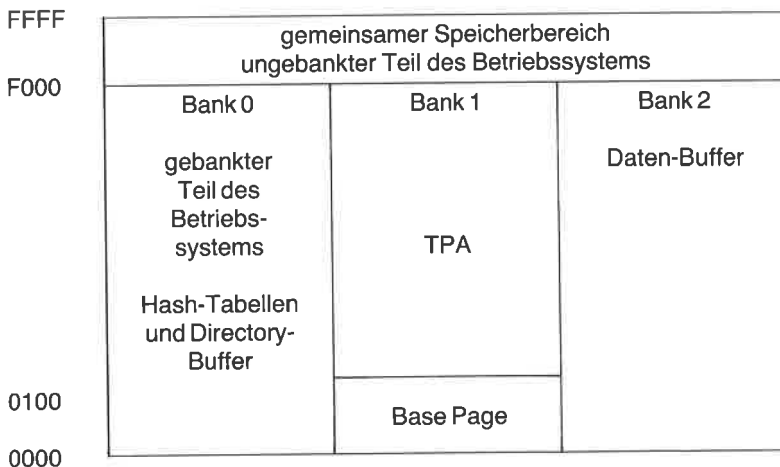 FFFF
gemeinsamer Speicherbereich
ungebankter Teil des Betriebssystems
F000
Bank 0
gebankter
Teil des
Betriebs-
systems
Hash-Tabellen
und Directory-
Buffer
Bank 1
TPA
Base Page
Bank 2
Daten-Buffer
0100
0000